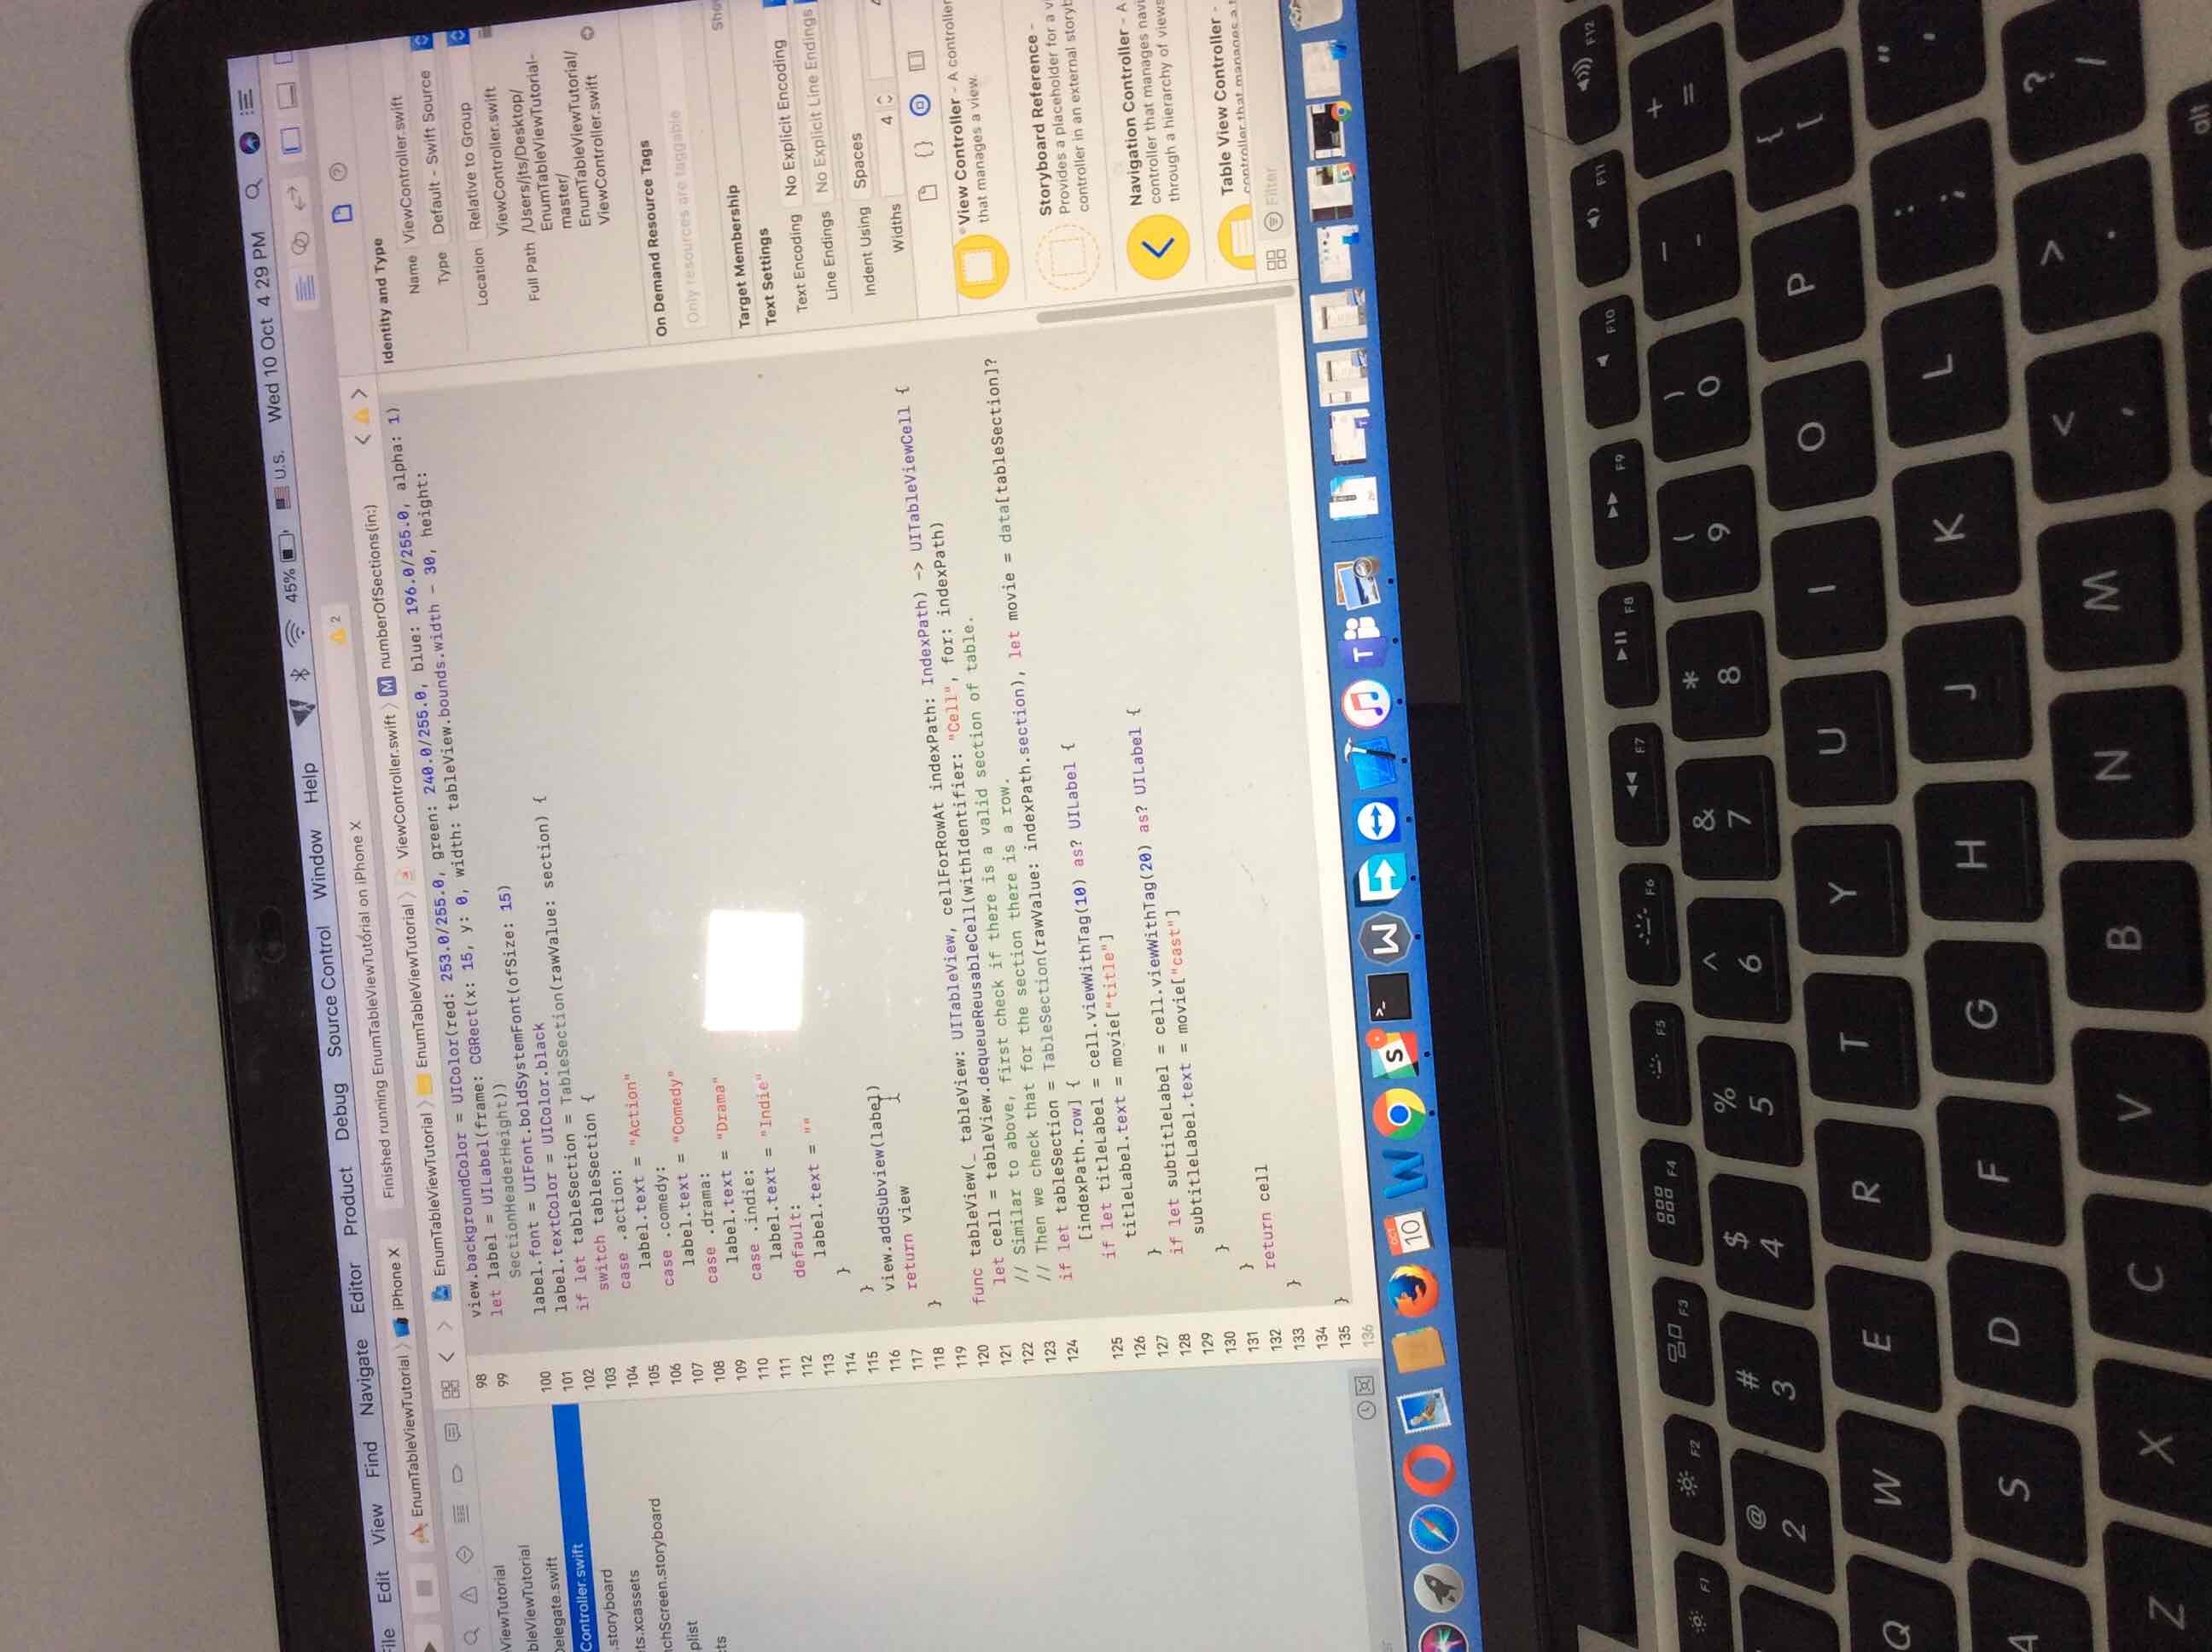 File Edit View Find Navigate Editor Product Debug Source Control Window Help 45% U.S. Wed 10 Oct 4 29 PM
EnumTableViewTutorial iPhone X Finished running EnumTableViewTutorial on iPhone X 2
EnumTableViewTutorial EnumTableViewTutorial ViewController.swift M numberOfSections(in:)
ViewTutorial
bleViewTutorial
Delegate.swift
Controller.swift
.storyboard
ts.xcassets
nchScreen.storyboard
plist
cts
98 view.backgroundColor = UIColor(red: 253.0/255.0, green: 240.0/255.0, blue: 196.0/255.0, alpha: 1)
99 let label = UILabel(frame: CGRect(x: 15, y: 0, width: tableView.bounds.width - 30, height:
SectionHeaderHeight))
100 label.font = UIFont.boldSystemFont(ofSize: 15)
101 label.textColor = UIColor.black
102 if let tableSection = TableSection(rawValue: section) {
103 switch tableSection {
104 case .action:
105 label.text = "Action"
106 case .comedy:
107 label.text = "Comedy"
108 case .drama:
109 label.text = "Drama"
110 case .indie:
111 label.text = "Indie"
112 default:
113 label.text = ""
114 }
115 }
116 view.addSubview(label)
117 return view
118 }
119
120 func tableView(_ tableView: UITableView, cellForRowAt indexPath: IndexPath) -> UITableViewCell {
121 let cell = tableView.dequeueReusableCell(withIdentifier: "Cell", for: indexPath)
122 // Similar to above, first check if there is a valid section of table.
123 // Then we check that for the section there is a row.
124 if let tableSection = TableSection(rawValue: indexPath.section), let movie = data[tableSection]?
[indexPath.row] {
125 if let titleLabel = cell.viewWithTag(10) as? UILabel {
126 titleLabel.text = movie["title"]
127 }
128 if let subtitleLabel = cell.viewWithTag(20) as? UILabel {
129 subtitleLabel.text = movie["cast"]
130 }
131 }
132 return cell
133 }
134
135 }
136
Identity and Type
Name ViewController.swift
Type Default - Swift Source
Location Relative to Group
ViewController.swift
Full Path /Users/jts/Desktop/
EnumTableViewTutorial-
master/
EnumTableViewTutorial/
ViewController.swift
On Demand Resource Tags
Only resources are taggable
Target Membership Sho
Text Settings
Text Encoding No Explicit Encoding
Line Endings No Explicit Line Endings
Indent Using Spaces
Widths 4
{}
View Controller - A controller
that manages a view.
Storyboard Reference -
Provides a placeholder for a v
controller in an external storyb
Navigation Controller - A
controller that manages navi
through a hierarchy of views
Table View Controller -
controller that manages a t
Filter
OCT
10
W S >_ W T
F1 F2 F3 F4 F5 F6 F7 F8 F9 F10 F11 F12
@ # $ % ^ & * ( ) _ +
2 3 4 5 6 7 8 9 0 - =
Q W E R T Y U I O P { [
A S D F G H J K L : ; " '
Z X C V B N M < , > . ? /
alt